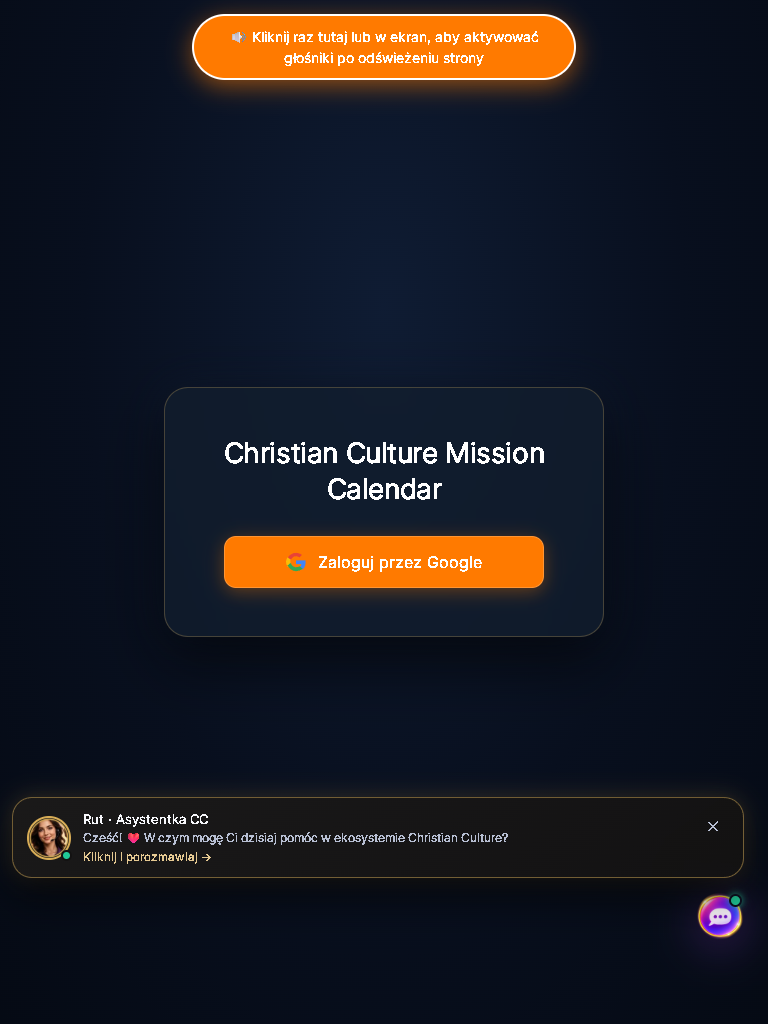 Kliknij raz tutaj lub w ekran, aby aktywować
głośniki po odświeżeniu strony
Christian Culture Mission
Calendar
Zaloguj przez Google
Rut · Asystentka CC
Cześć! ❤️ W czym mogę Ci dzisiaj pomóc w ekosystemie Christian Culture?
Kliknij i porozmawiaj →